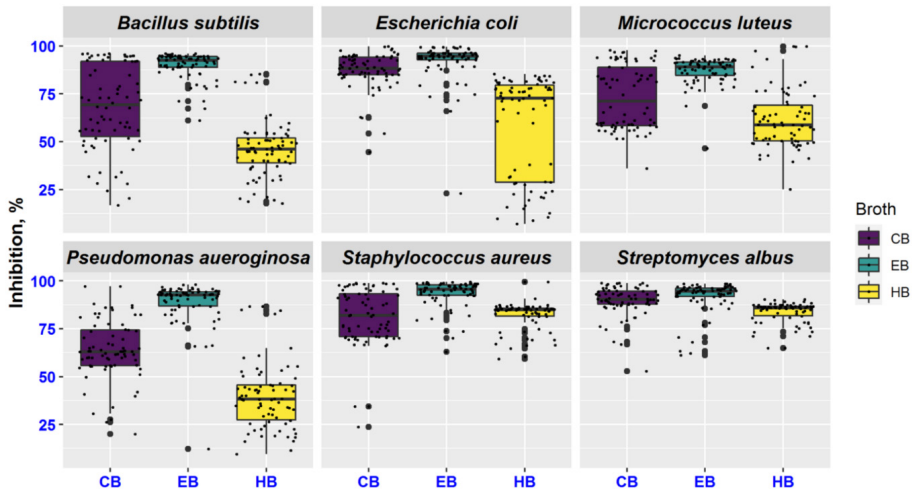 Bacillus subtilis Escherichia coli Micrococcus luteus
100
75
50
25
Pseudomonas aueroginosa Staphylococcus aureus Streptomyces albus
100
75
50
25
CB EB HB CB EB HB CB EB HB
Inhibition, %
Broth
CB
EB
HB